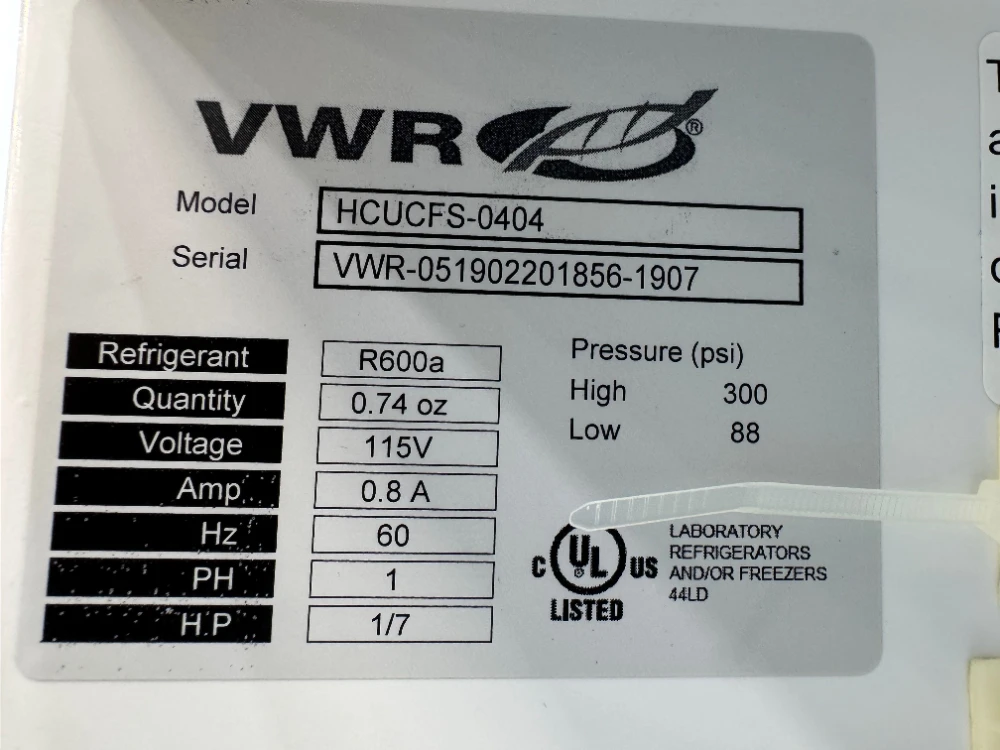 VWR®
Model HCUCFS-0404
Serial VWR-051902201856-1907
Refrigerant R600a
Quantity 0.74 oz
Voltage 115V
Amp 0.8 A
Hz 60
PH 1
H.P 1/7
Pressure (psi)
High 300
Low 88
C UL US
LISTED
LABORATORY
REFRIGERATORS
AND/OR FREEZERS
44LD